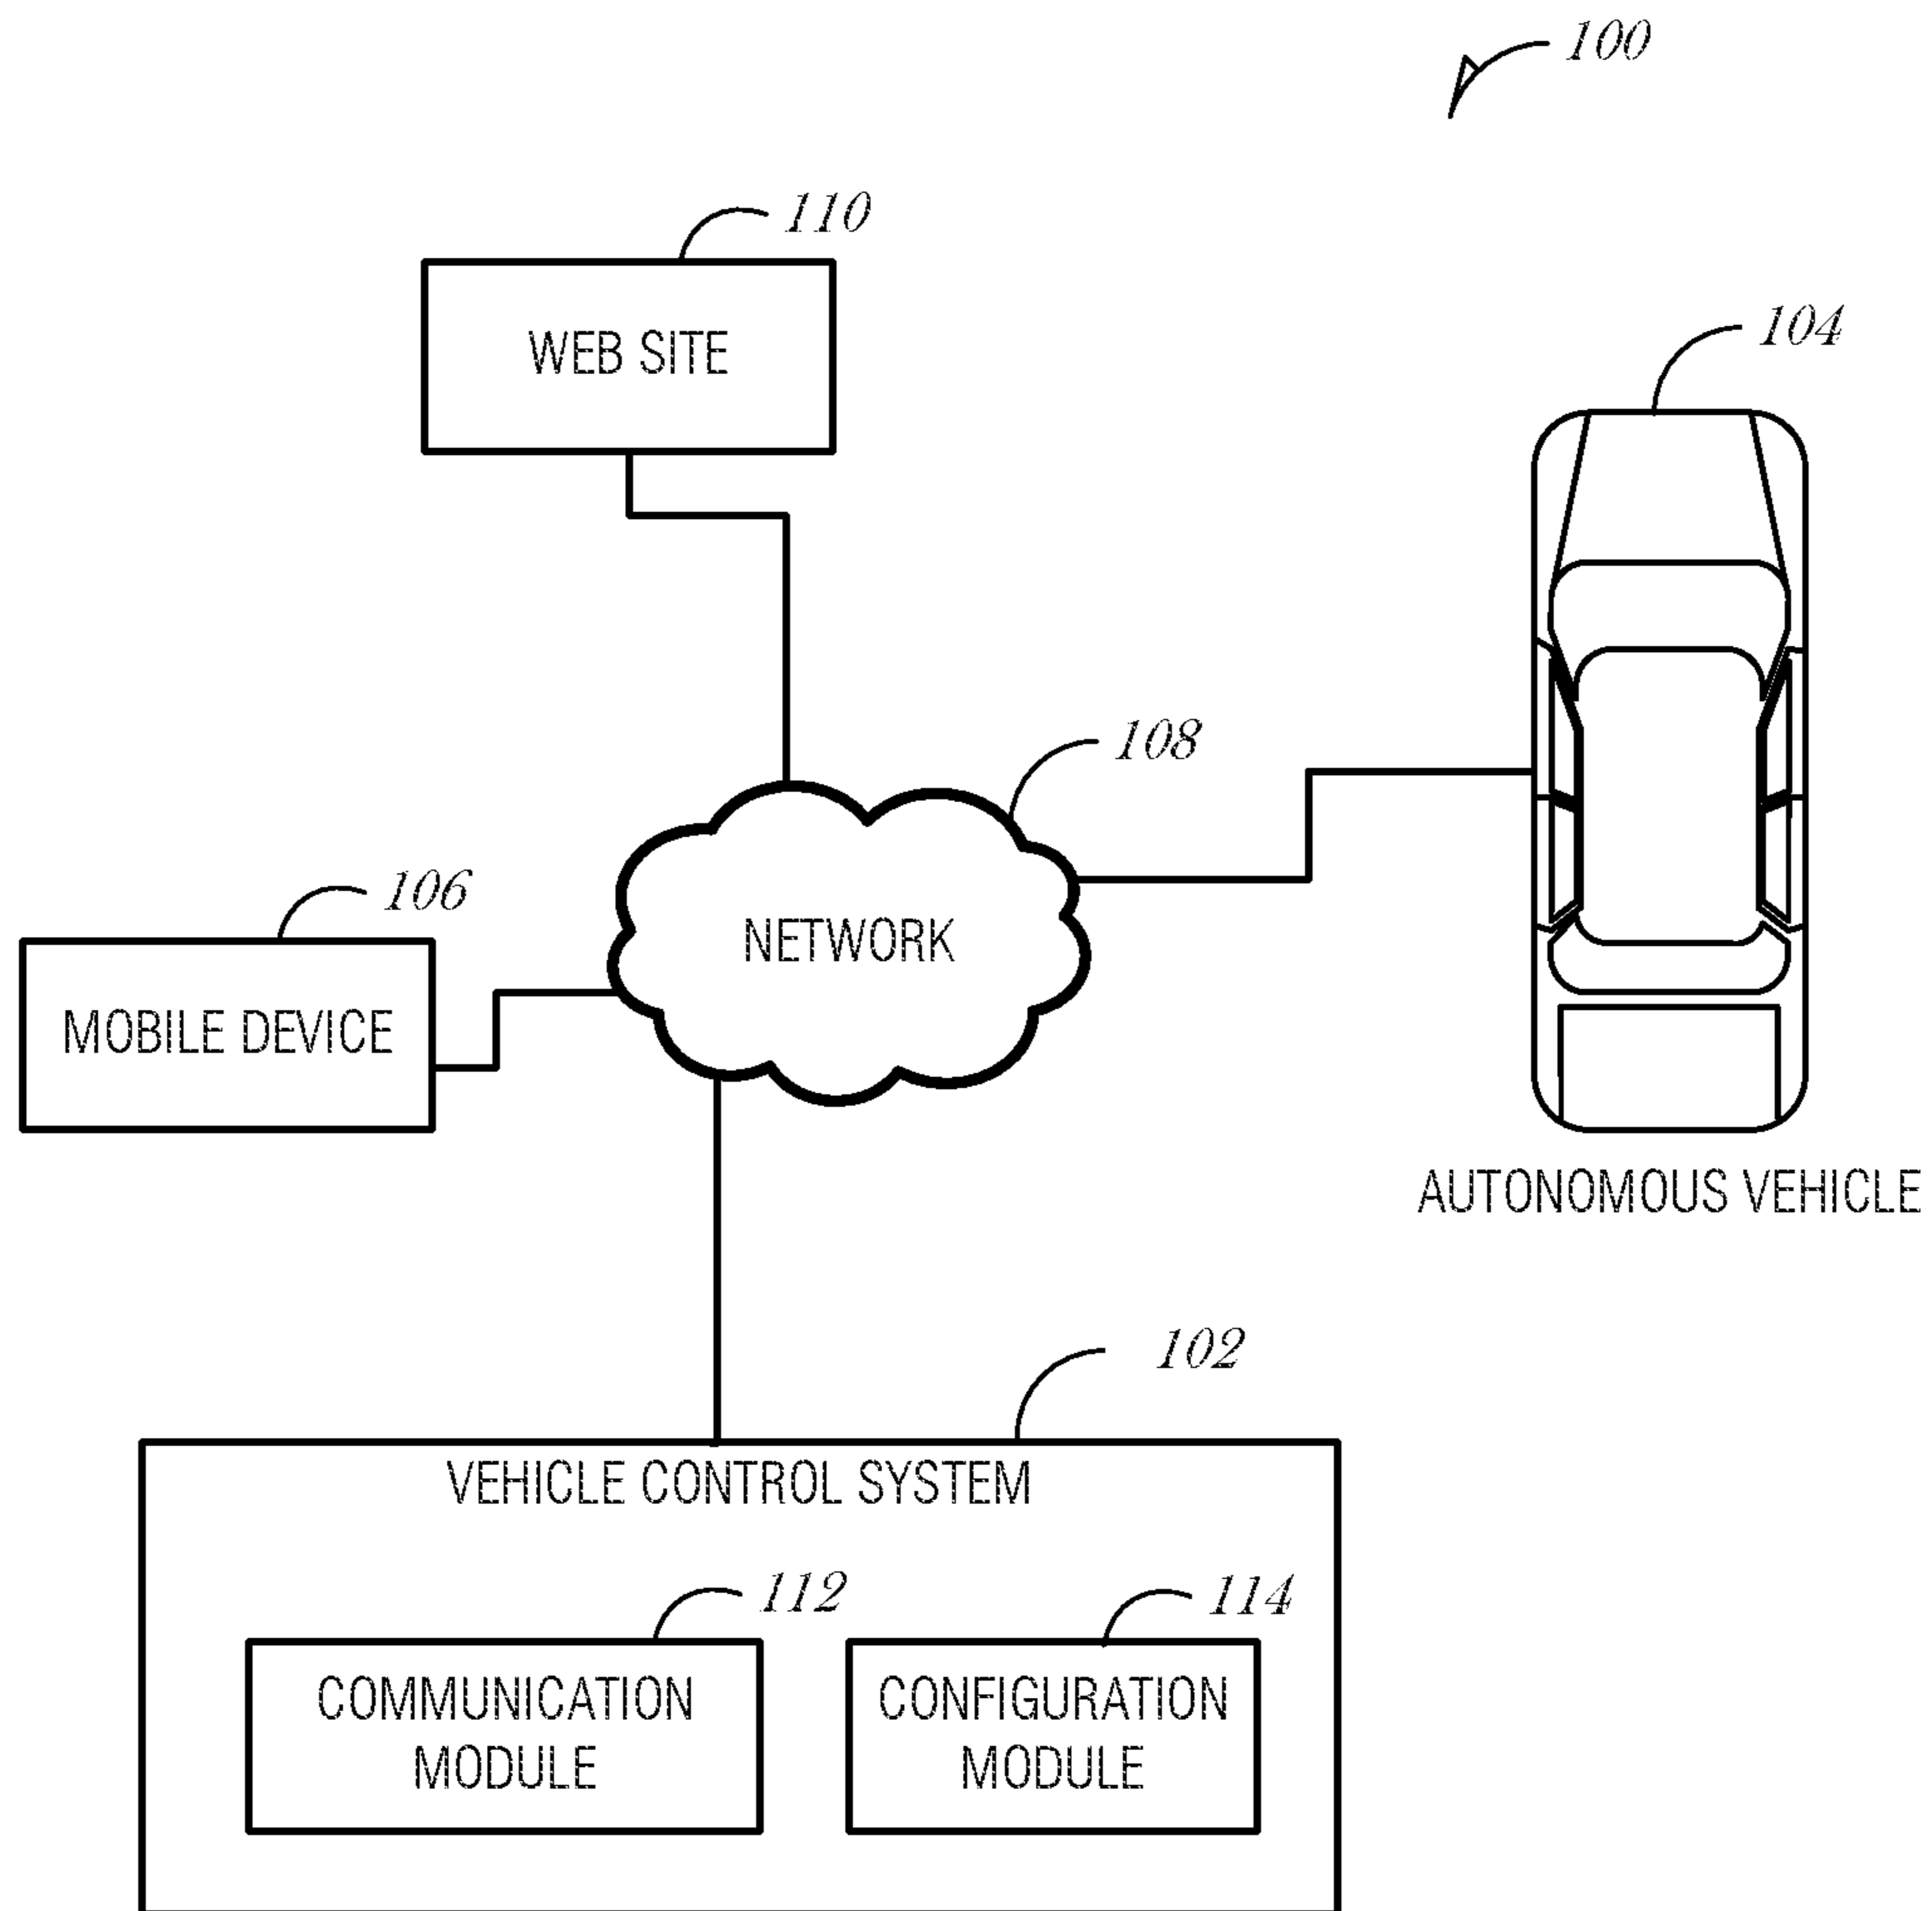 100
110
WEB SITE
104
108
106
NETWORK
MOBILE DEVICE
AUTONOMOUS VEHICLE
102
VEHICLE CONTROL SYSTEM
112
114
COMMUNICATION
MODULE
CONFIGURATION
MODULE